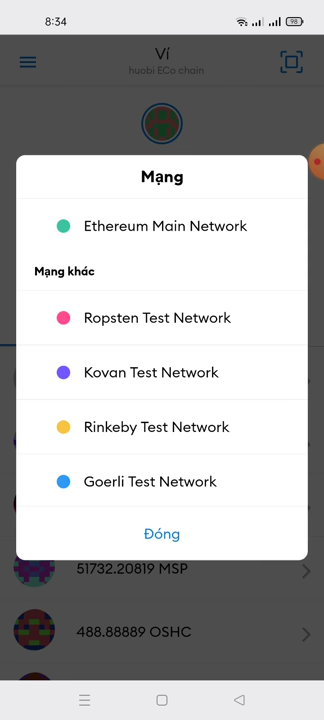 8:34
98
Ví
huobi ECo chain
Mạng
Ethereum Main Network
Mạng khác
Ropsten Test Network
Kovan Test Network
Rinkeby Test Network
Goerli Test Network
Đóng
51732.20819 MSP
488.88889 OSHC